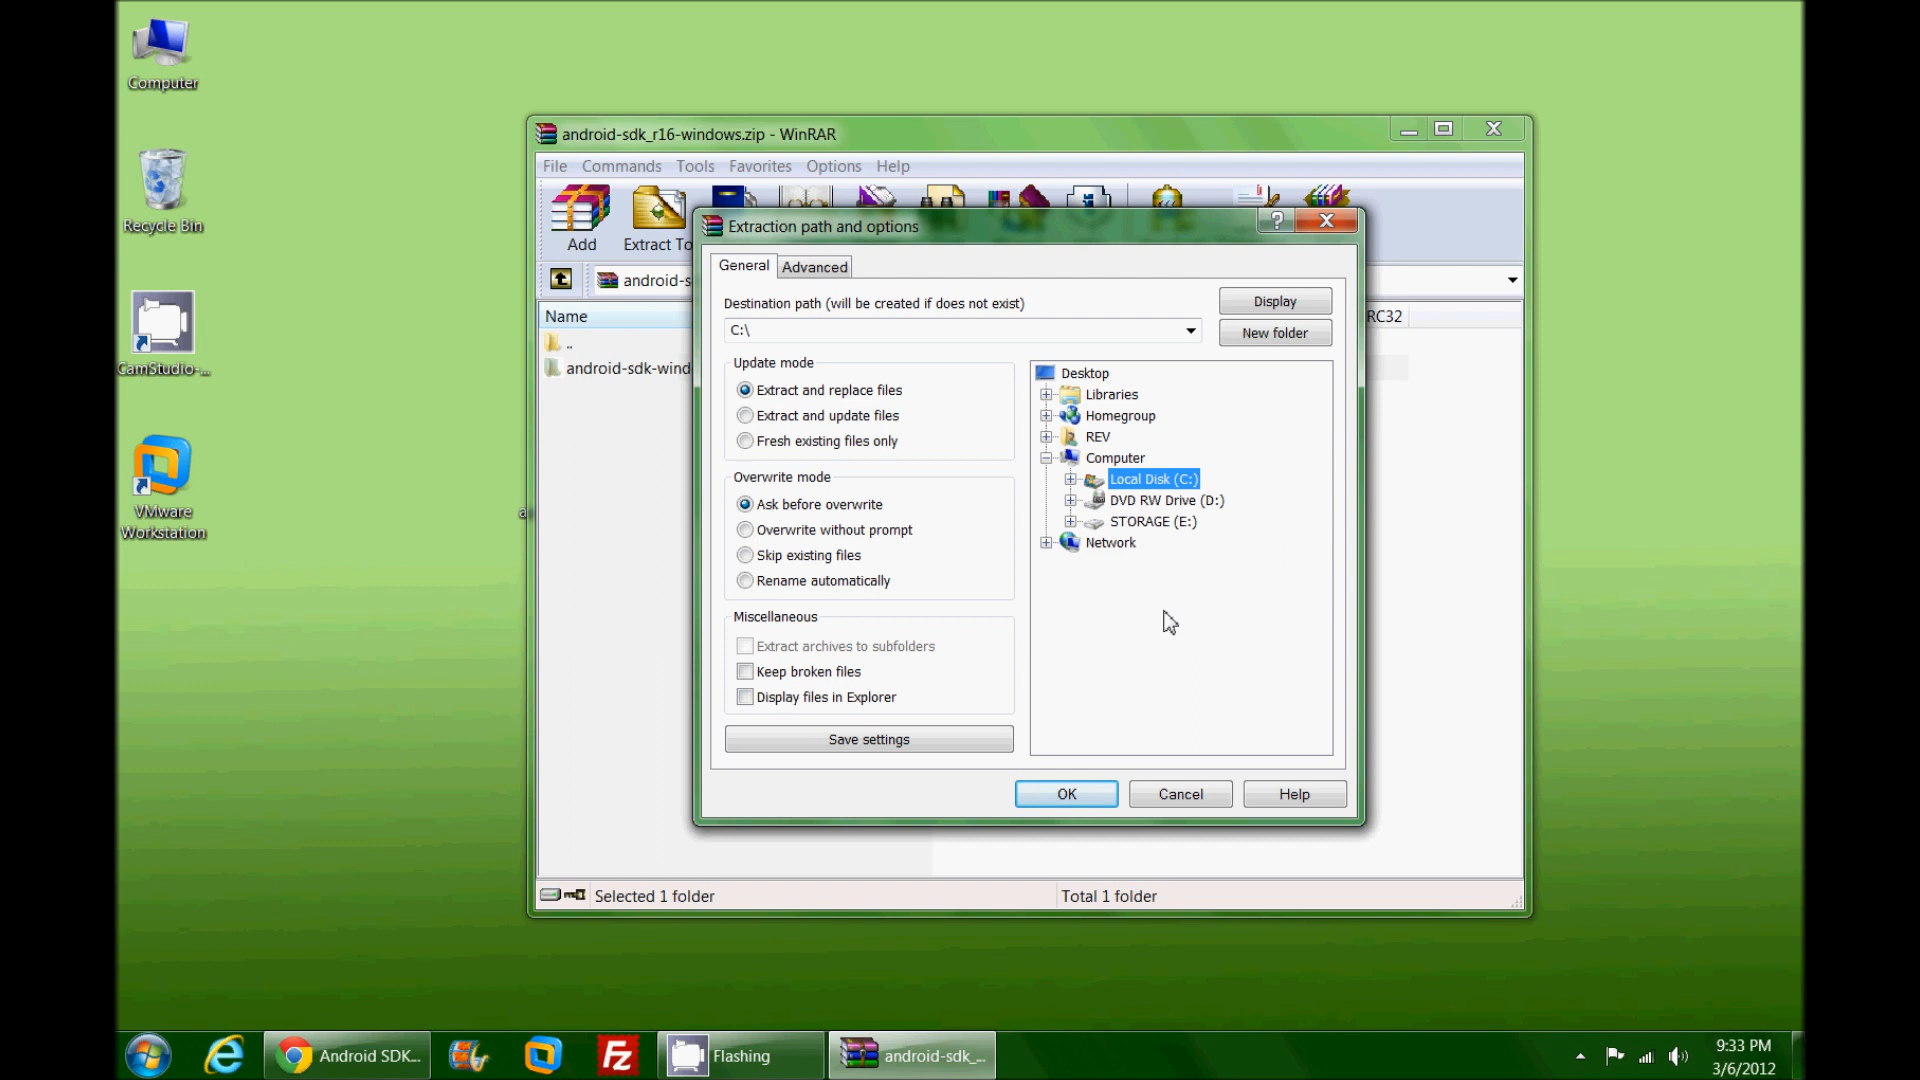 Computer
Recycle Bin
CamStudio-...
VMware
Workstation
android-sdk_r16-windows.zip - WinRAR
File Commands Tools Favorites Options Help
Add Extract To
android-s
Name RC32
..
android-sdk-wind
Extraction path and options
General Advanced
Destination path (will be created if does not exist)
C:\
Display
New folder
Update mode
Extract and replace files
Extract and update files
Fresh existing files only
Overwrite mode
Ask before overwrite
Overwrite without prompt
Skip existing files
Rename automatically
Miscellaneous
Extract archives to subfolders
Keep broken files
Display files in Explorer
Save settings
Desktop
Libraries
Homegroup
REV
Computer
Local Disk (C:)
DVD RW Drive (D:)
STORAGE (E:)
Network
OK Cancel Help
a
Selected 1 folder Total 1 folder
Android SDK...
Fz
Flashing
android-sdk_...
9:33 PM
3/6/2012